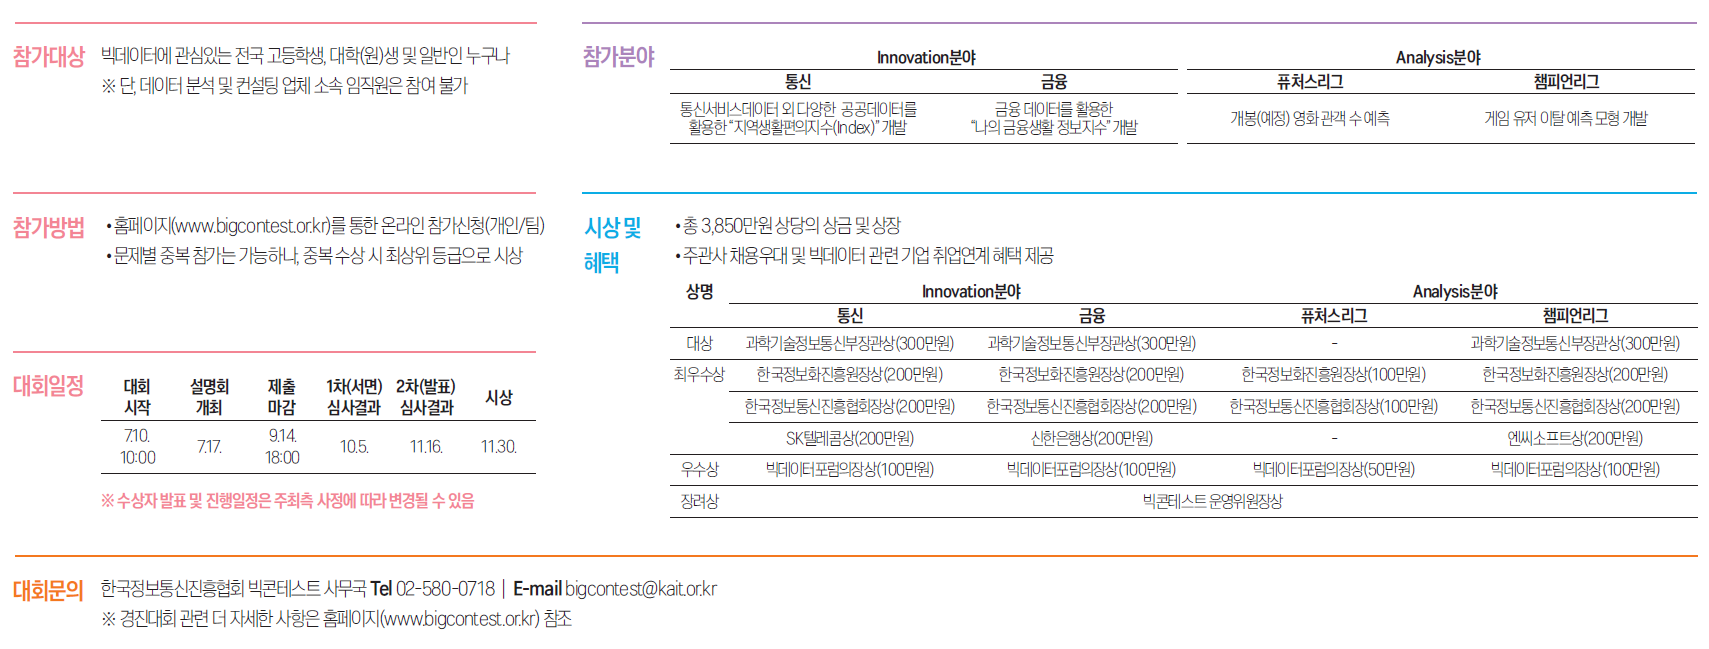 참가대상
빅데이터에 관심있는 전국 고등학생, 대학(원)생 및 일반인 누구나
※ 단, 데이터 분석 및 컨설팅 업체 소속 임직원은 참여 불가
참가분야
Innovation분야 Analysis분야
통신 금융 퓨처스리그 챔피언리그
통신서비스데이터 외 다양한 공공데이터를
활용한 “지역생활편의지수(Index)” 개발
금융 데이터를 활용한
“나의 금융생활 정보지수” 개발
개봉(예정) 영화 관객 수 예측
게임 유저 이탈 예측 모형 개발
참가방법
• 홈페이지(www.bigcontest.or.kr)를 통한 온라인 참가신청(개인/팀)
• 문제별 중복 참가는 가능하나, 중복 수상 시 최상위 등급으로 시상
시상 및
혜택
• 총 3,850만원 상당의 상금 및 상장
• 주관사 채용우대 및 빅데이터 관련 기업 취업연계 혜택 제공
상명 Innovation분야 Analysis분야
통신 금융 퓨처스리그 챔피언리그
대상 과학기술정보통신부장관상(300만원) 과학기술정보통신부장관상(300만원) - 과학기술정보통신부장관상(300만원)
최우수상 한국정보화진흥원장상(200만원) 한국정보화진흥원장상(200만원) 한국정보화진흥원장상(100만원) 한국정보화진흥원장상(200만원)
한국정보통신진흥협회장상(200만원) 한국정보통신진흥협회장상(200만원) 한국정보통신진흥협회장상(100만원) 한국정보통신진흥협회장상(200만원)
SK텔레콤상(200만원) 신한은행상(200만원) - 엔씨소프트상(200만원)
우수상 빅데이터포럼의장상(100만원) 빅데이터포럼의장상(100만원) 빅데이터포럼의장상(50만원) 빅데이터포럼의장상(100만원)
장려상 빅콘테스트 운영위원장상
대회일정
대회 설명회 제출 1차(서면) 2차(발표) 시상
시작 개최 마감 심사결과 심사결과
7.10. 7.17. 9.14. 10.5. 11.16. 11.30.
10:00 18:00
※ 수상자 발표 및 진행일정은 주최측 사정에 따라 변경될 수 있음
대회문의
한국정보통신진흥협회 빅콘테스트 사무국 Tel 02-580-0718 | E-mail bigcontest@kait.or.kr
※ 경진대회 관련 더 자세한 사항은 홈페이지(www.bigcontest.or.kr) 참조